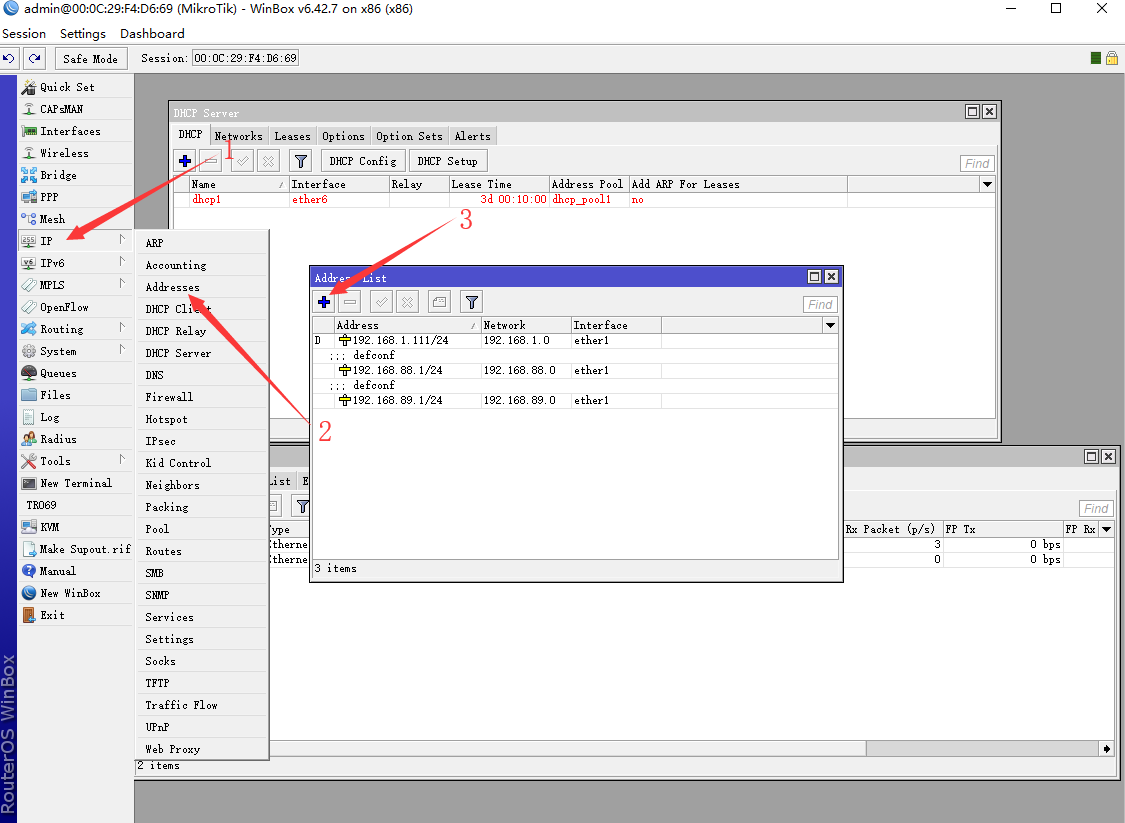 admin@00:0C:29:F4:D6:69 (MikroTik) - WinBox v6.42.7 on x86 (x86)
Session Settings Dashboard
Safe Mode Session: 00:0C:29:F4:D6:69
Quick Set
CAPsMAN
Interfaces
Wireless
Bridge
PPP
Mesh
IP
IPv6
MPLS
OpenFlow
Routing
System
Queues
Files
Log
Radius
Tools
New Terminal
TR069
KVM
Make Supout.rif
Manual
New WinBox
Exit
RouterOS WinBox
ARP
Accounting
Addresses
DHCP Client
DHCP Relay
DHCP Server
DNS
Firewall
Hotspot
IPsec
Kid Control
Neighbors
Packing
Pool
Routes
SMB
SNMP
Services
Settings
Socks
TFTP
Traffic Flow
UPnP
Web Proxy
DHCP Server
DHCP Networks Leases Options Option Sets Alerts
DHCP Config DHCP Setup Find
Name / Interface Relay Lease Time Address Pool Add ARP For Leases
dhcp1 ether6 3d 00:10:00 dhcp_pool1 no
1
2
3
Address List
Find
Address / Network Interface
D 192.168.1.111/24 192.168.1.0 ether1
;;; defconf
192.168.88.1/24 192.168.88.0 ether1
;;; defconf
192.168.89.1/24 192.168.89.0 ether1
3 items
List E
Find
Type Rx Packet (p/s) FP Tx FP Rx
Etherne 3 0 bps
Etherne 0 0 bps
2 items